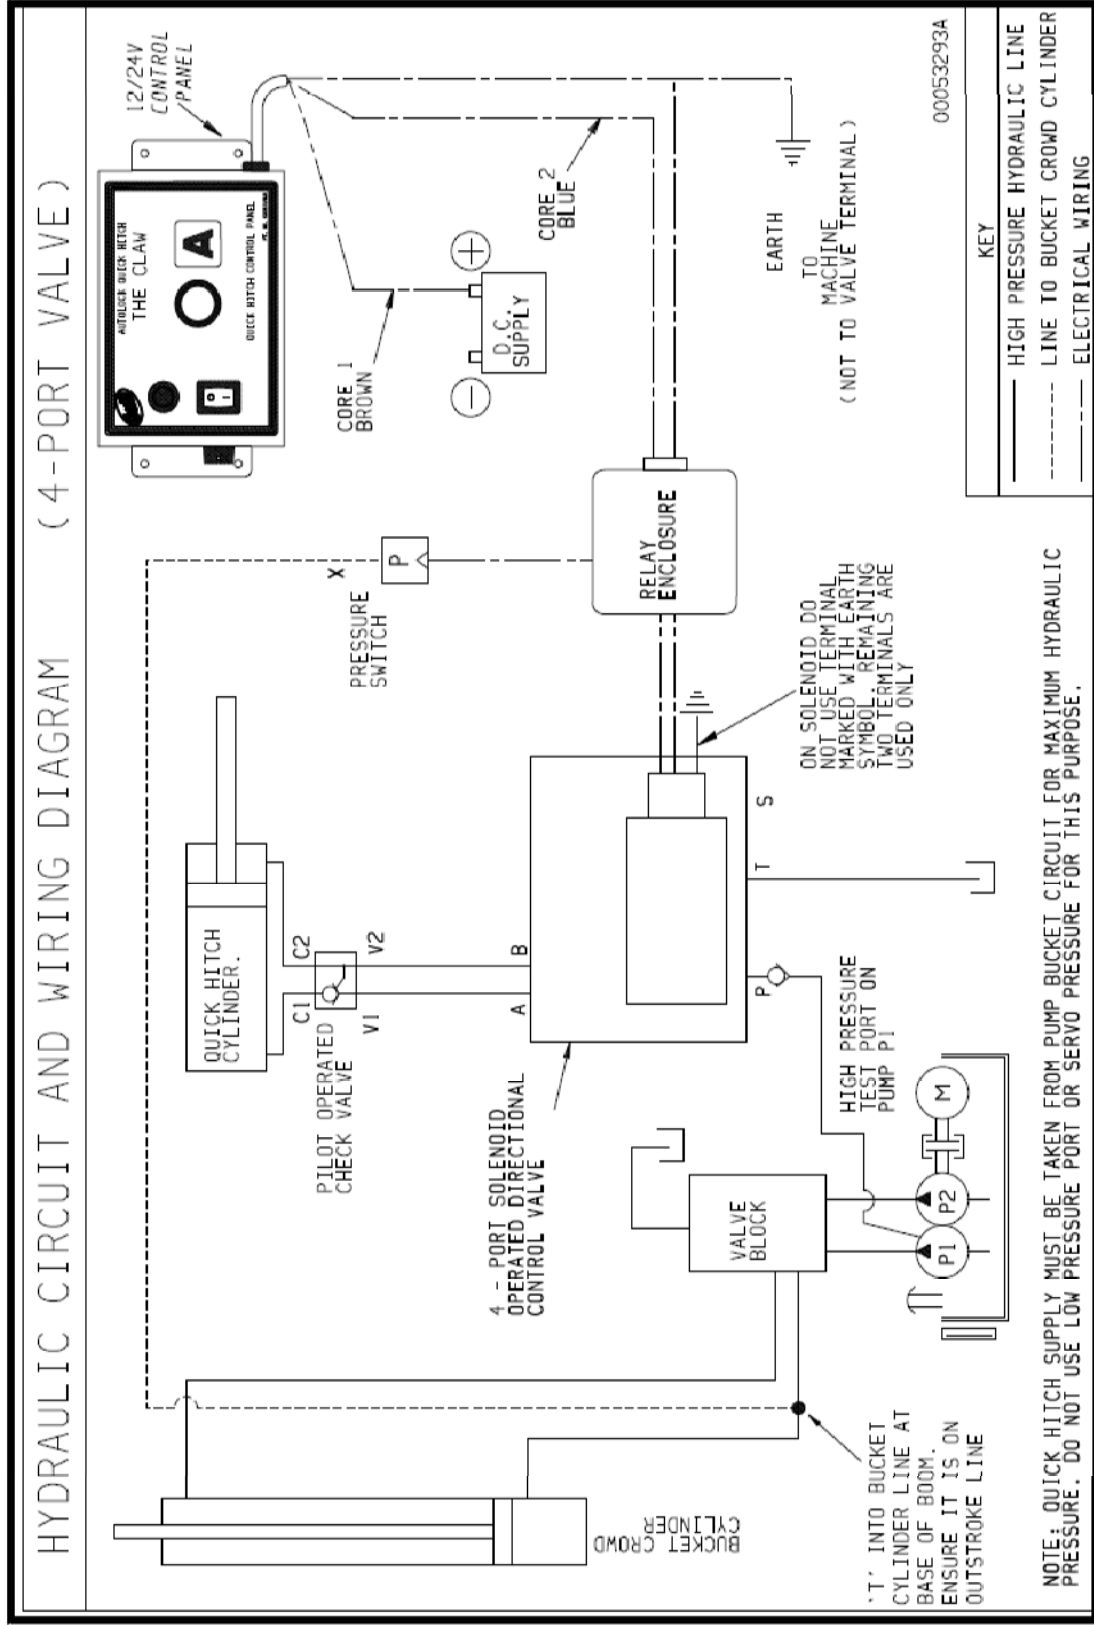 HYDRAULIC CIRCUIT AND WIRING DIAGRAM (4-PORT VALVE)
12/24V
CONTROL
PANEL
AUTOLOCK QUICK HITCH
THE CLAW
A
QUICK HITCH CONTROL PANEL
CORE 1
BROWN
CORE 2
BLUE
D.C.
SUPPLY
EARTH
TO
MACHINE
(NOT TO VALVE TERMINAL)
QUICK HITCH
CYLINDER.
C1
C2
V1
V2
PILOT OPERATED
CHECK VALVE
X
P
PRESSURE
SWITCH
RELAY
ENCLOSURE
A
B
P
T
S
ON SOLENOID DO
NOT USE TERMINAL
MARKED WITH EARTH
SYMBOL. REMAINING
TWO TERMINALS ARE
USED ONLY
4 - PORT SOLENOID
OPERATED DIRECTIONAL
CONTROL VALVE
HIGH PRESSURE
TEST PORT ON
PUMP P1
VALVE
BLOCK
P1
P2
M
BUCKET CROWD
CYLINDER
'T' INTO BUCKET
CYLINDER LINE AT
BASE OF BOOM.
ENSURE IT IS ON
OUTSTROKE LINE
00053293A
KEY
HIGH PRESSURE HYDRAULIC LINE
LINE TO BUCKET CROWD CYLINDER
ELECTRICAL WIRING
NOTE: QUICK HITCH SUPPLY MUST BE TAKEN FROM PUMP BUCKET CIRCUIT FOR MAXIMUM HYDRAULIC
PRESSURE. DO NOT USE LOW PRESSURE PORT OR SERVO PRESSURE FOR THIS PURPOSE.